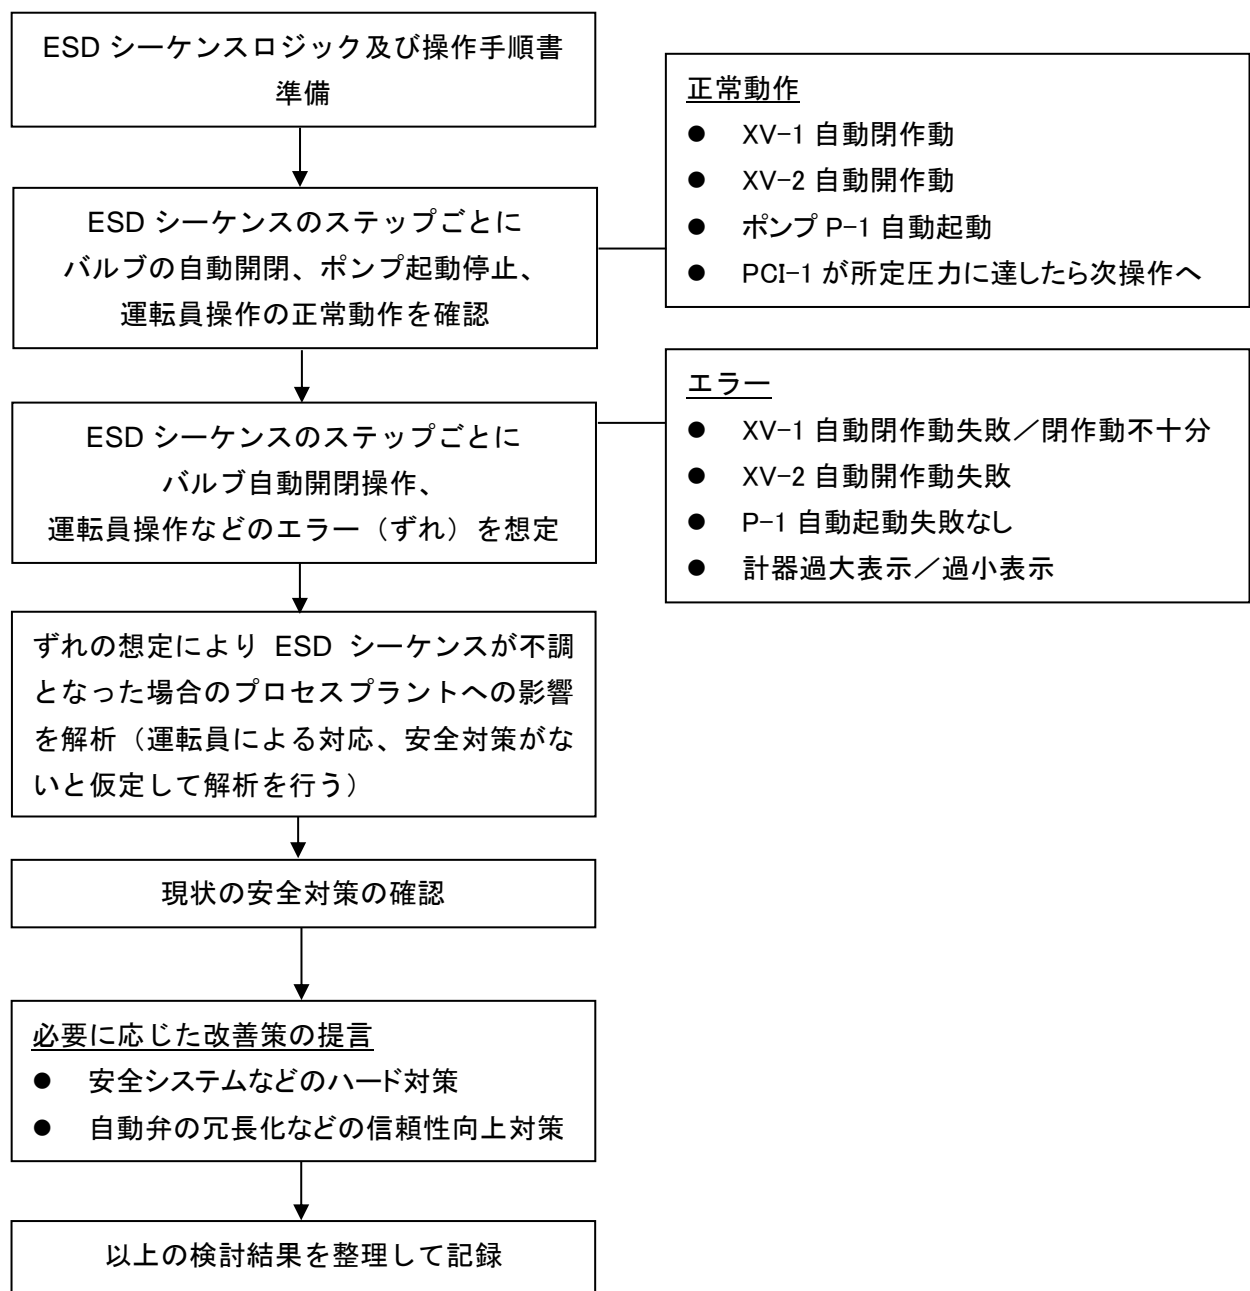 ESD シーケンスロジック及び操作手順書
準備
ESD シーケンスのステップごとに
バルブの自動開閉、ポンプ起動停止、
運転員操作の正常動作を確認
正常動作
● XV-1 自動閉作動
● XV-2 自動開作動
● ポンプ P-1 自動起動
● PCI-1 が所定圧力に達したら次操作へ
ESD シーケンスのステップごとに
バルブ自動開閉操作、
運転員操作などのエラー（ずれ）を想定
エラー
● XV-1 自動閉作動失敗／閉作動不十分
● XV-2 自動開作動失敗
● P-1 自動起動失敗なし
● 計器過大表示／過小表示
ずれの想定により ESD シーケンスが不調
となった場合のプロセスプラントへの影響
を解析（運転員による対応、安全対策がな
いと仮定して解析を行う）
現状の安全対策の確認
必要に応じた改善策の提言
● 安全システムなどのハード対策
● 自動弁の冗長化などの信頼性向上対策
以上の検討結果を整理して記録